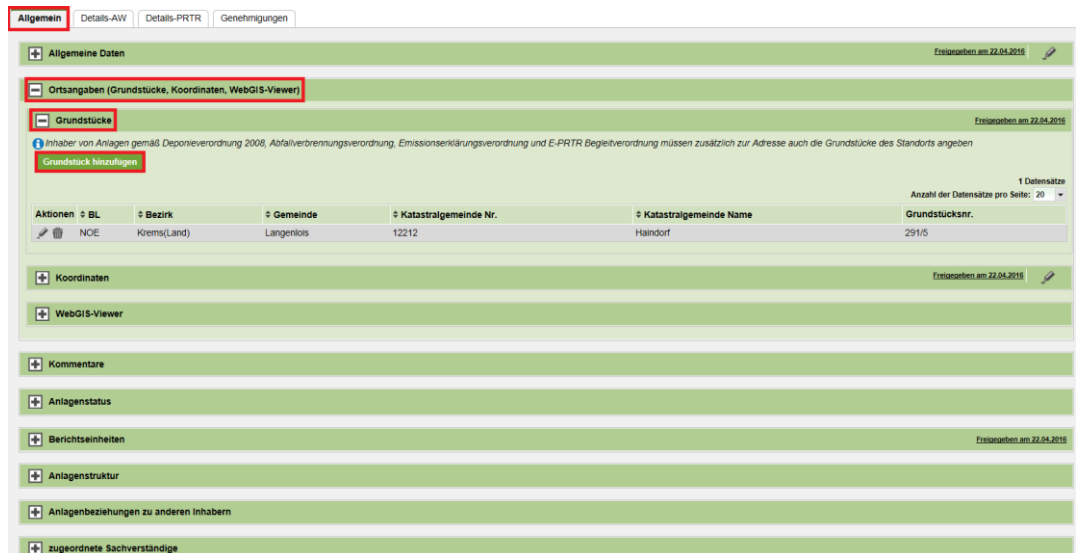 Allgemein Details-AW Details-PRTR Genehmigungen
Allgemeine Daten Freigegeben am 22.04.2016
Ortsangaben (Grundstücke, Koordinaten, WebGIS-Viewer)
Grundstücke Freigegeben am 22.04.2016
Inhaber von Anlagen gemäß Deponieverordnung 2008, Abfallverbrennungsverordnung, Emissionserklärungsverordnung und E-PRTR Begleitverordnung müssen zusätzlich zur Adresse auch die Grundstücke des Standorts angeben
Grundstück hinzufügen
1 Datensätze
Anzahl der Datensätze pro Seite: 20
Aktionen BL Bezirk Gemeinde Katastralgemeinde Nr. Katastralgemeinde Name Grundstücksnr.
NOE Krems(Land) Langenlois 12212 Haindorf 291/5
Koordinaten Freigegeben am 22.04.2016
WebGIS-Viewer
Kommentare
Anlagenstatus
Berichtseinheiten Freigegeben am 22.04.2016
Anlagenstruktur
Anlagenbeziehungen zu anderen Inhabern
zugeordnete Sachverständige